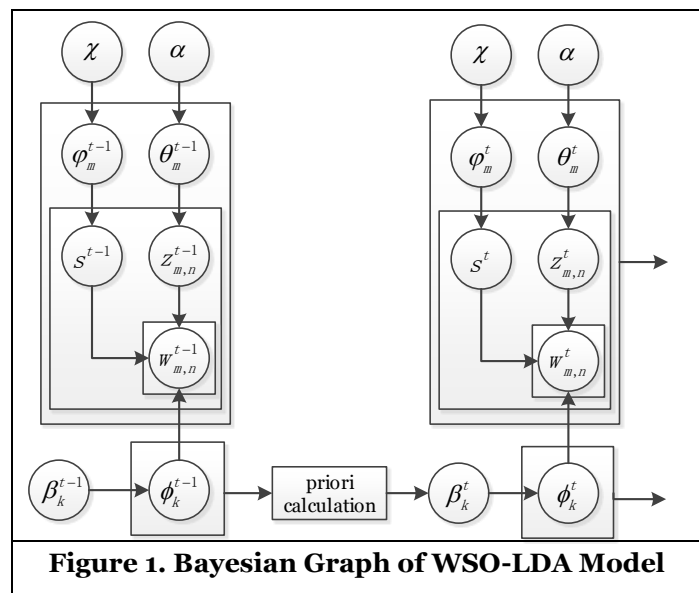 χ α χ α
φ_m^{t-1} θ_m^{t-1} φ_m^t θ_m^t
s^{t-1} z_{m,n}^{t-1} s^t z_{m,n}^t
w_{m,n}^{t-1} w_{m,n}^t
β_k^{t-1} ϕ_k^{t-1} priori
calculation β_k^t ϕ_k^t
Figure 1. Bayesian Graph of WSO-LDA Model